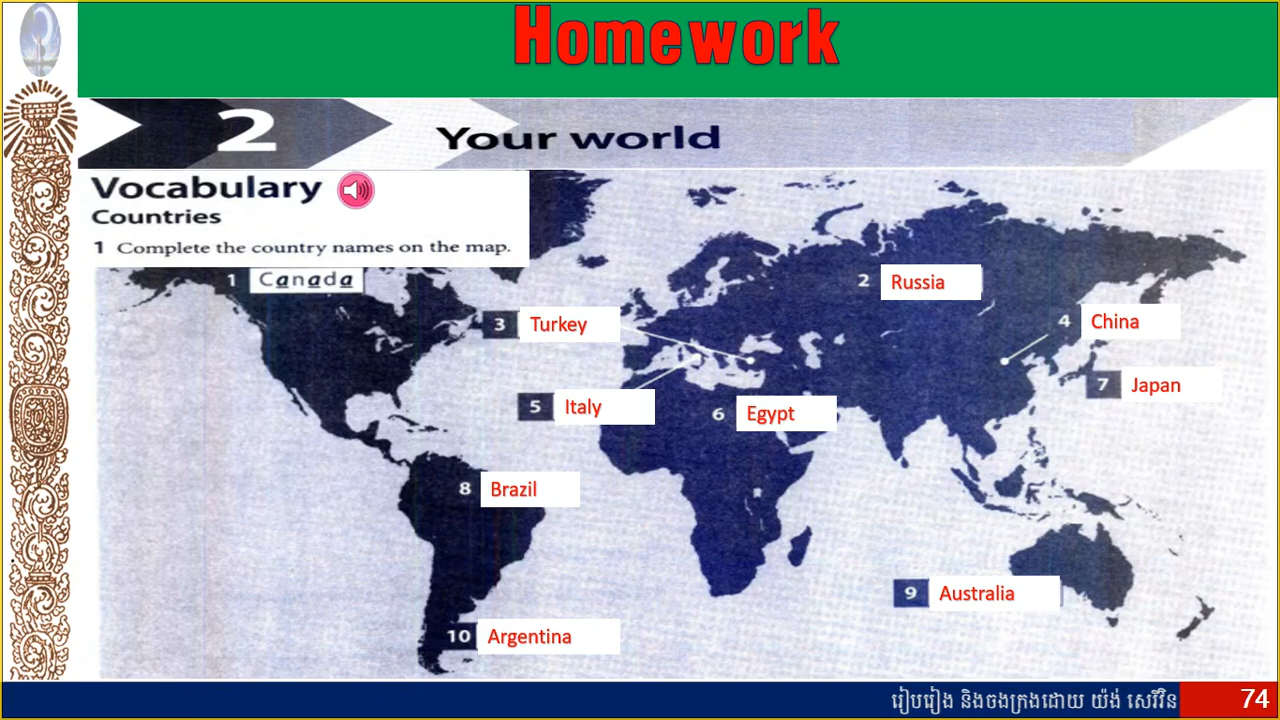 Homework
2 Your world
Vocabulary
Countries
1 Complete the country names on the map.
1 Canada
2 Russia
3 Turkey
4 China
5 Italy
6 Egypt
7 Japan
8 Brazil
9 Australia
10 Argentina
រៀបរៀង និងចងក្រងដោយ យ៉ង់ សេរីវីន 74